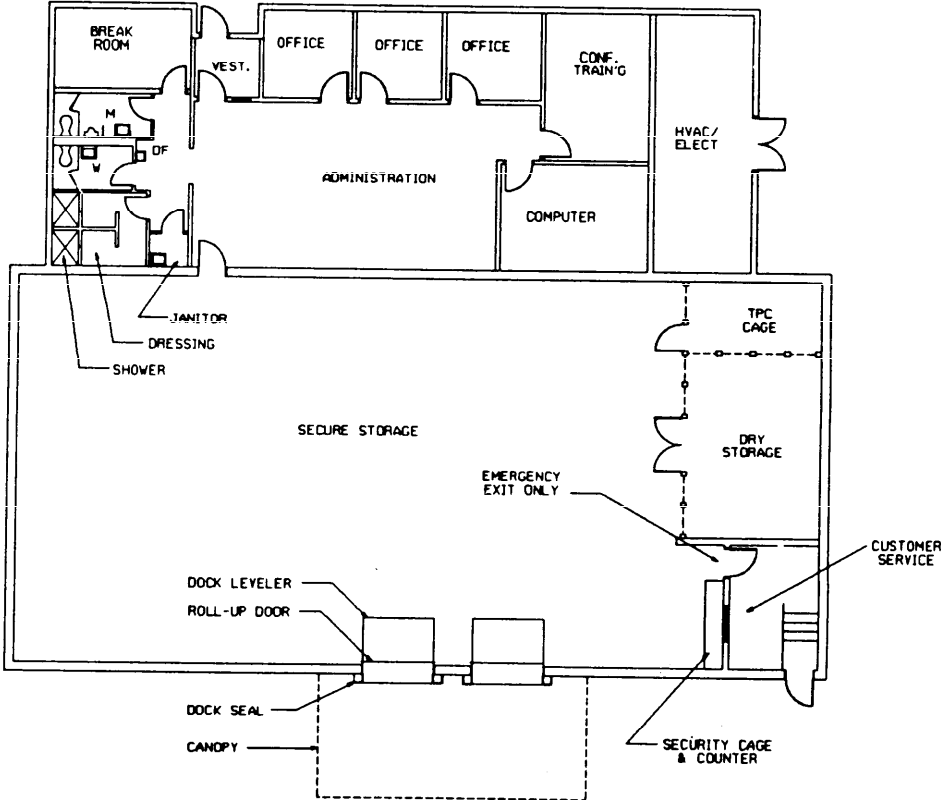 BREAK
ROOM
VEST.
OFFICE
OFFICE
OFFICE
CONF.
TRAIN'G
HVAC/
ELECT
M
DF
W
ADMINISTRATION
COMPUTER
JANITOR
DRESSING
SHOWER
TPC
CAGE
SECURE STORAGE
DRY
STORAGE
EMERGENCY
EXIT ONLY
CUSTOMER
SERVICE
DOCK LEVELER
ROLL-UP DOOR
DOCK SEAL
CANOPY
SECURITY CAGE
& COUNTER